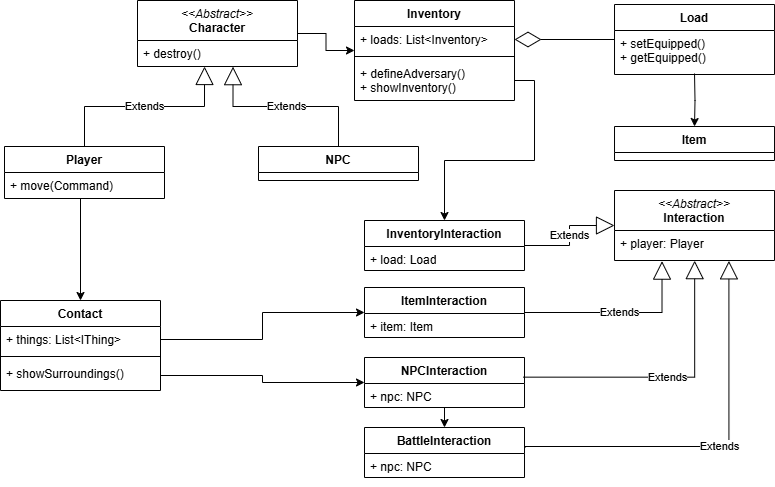 <<Abstract>>
Character
+ destroy()
Inventory
+ loads: List<Inventory>
+ defineAdversary()
+ showInventory()
Load
+ setEquipped()
+ getEquipped()
Item
Extends
Extends
Player
+ move(Command)
NPC
InventoryInteraction
+ load: Load
Extends
<<Abstract>>
Interaction
+ player: Player
Contact
+ things: List<IThing>
+ showSurroundings()
ItemInteraction
+ item: Item
Extends
NPCInteraction
+ npc: NPC
Extends
BattleInteraction
+ npc: NPC
Extends